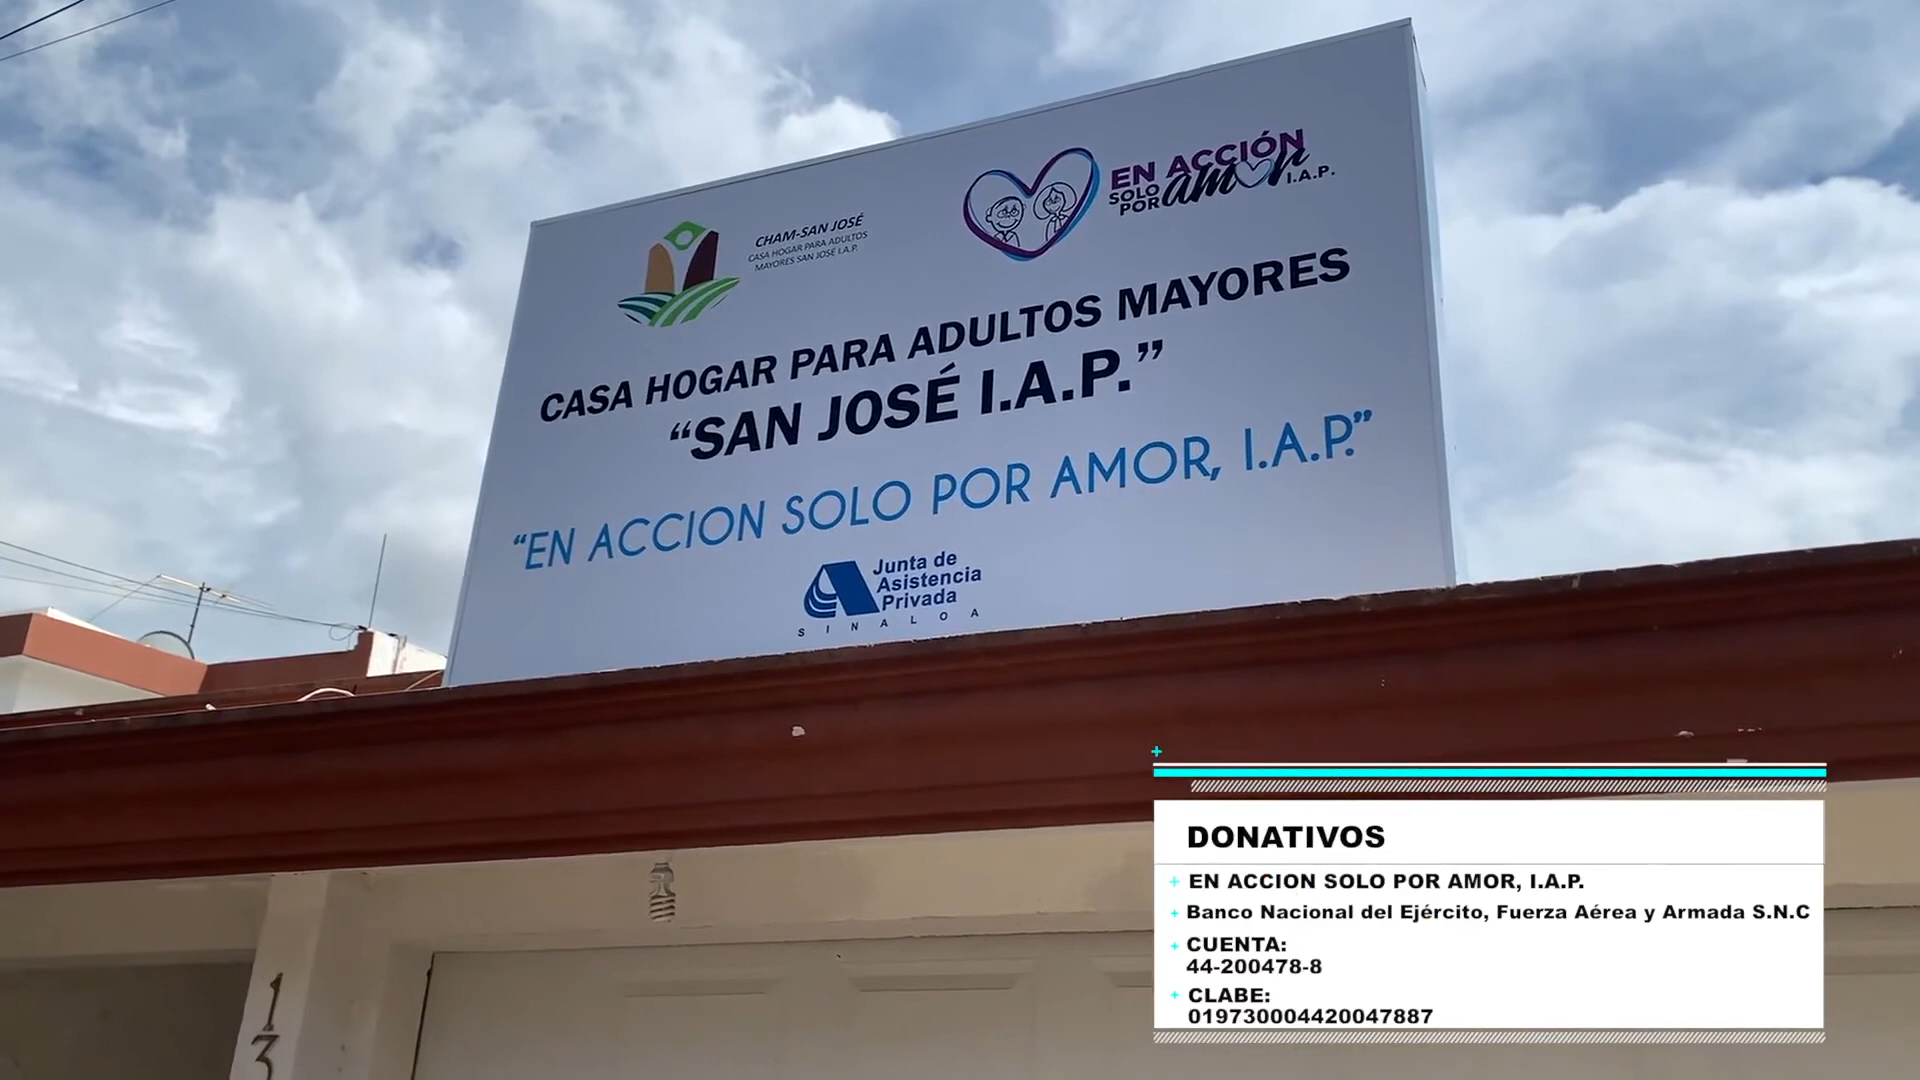 CHAM-SAN JOSÉ
CASA HOGAR PARA ADULTOS
MAYORES SAN JOSÉ I.A.P.
EN ACCIÓN
SOLO
POR amor I.A.P.
CASA HOGAR PARA ADULTOS MAYORES
“SAN JOSÉ I.A.P.”
“EN ACCION SOLO POR AMOR, I.A.P.”
Junta de
Asistencia
Privada
SINALOA
13
DONATIVOS
EN ACCION SOLO POR AMOR, I.A.P.
Banco Nacional del Ejército, Fuerza Aérea y Armada S.N.C
CUENTA:
44-200478-8
CLABE:
019730004420047887